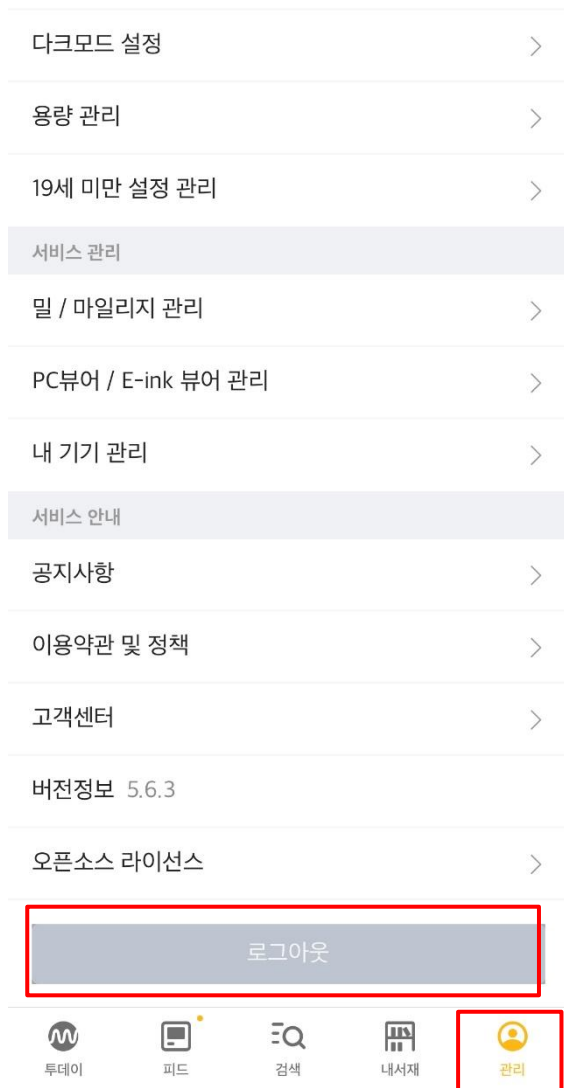 다크모드 설정
용량 관리
19세 미만 설정 관리
서비스 관리
밀 / 마일리지 관리
PC뷰어 / E-ink 뷰어 관리
내 기기 관리
서비스 안내
공지사항
이용약관 및 정책
고객센터
버전정보 5.6.3
오픈소스 라이선스
로그아웃
투데이 피드 검색 내서재 관리